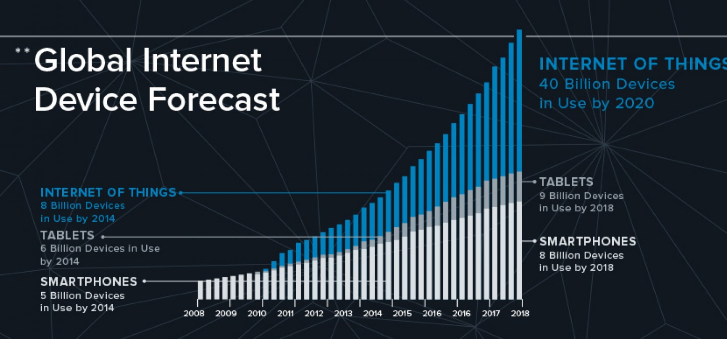 ** Global Internet
Device Forecast
INTERNET OF THINGS
40 Billion Devices
in Use by 2020
INTERNET OF THINGS
8 Billion Devices
in Use by 2014
TABLETS
6 Billion Devices in Use
by 2014
SMARTPHONES
5 Billion Devices
in Use by 2014
TABLETS
9 Billion Devices
in Use by 2018
SMARTPHONES
8 Billion Devices
in Use by 2018
2008 2009 2010 2011 2012 2013 2014 2015 2016 2016 2017 2018